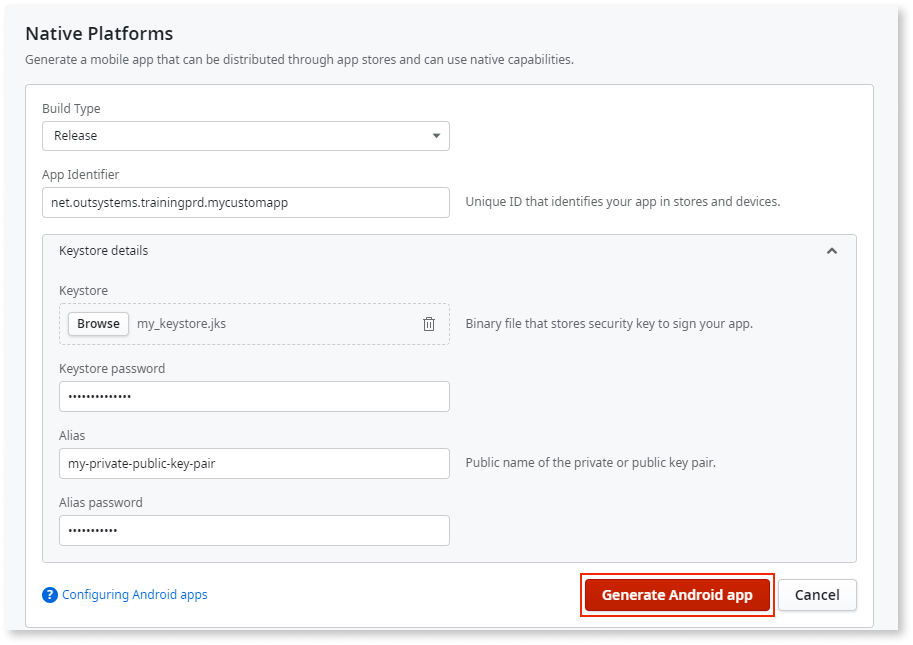 Native Platforms
Generate a mobile app that can be distributed through app stores and can use native capabilities.
Build Type
Release
App Identifier
net.outsystems.trainingprd.mycustomapp
Unique ID that identifies your app in stores and devices.
Keystore details
Keystore
Browse
my_keystore.jks
Binary file that stores security key to sign your app.
Keystore password
••••••••••••••
Alias
my-private-public-key-pair
Public name of the private or public key pair.
Alias password
•••••••••••
? Configuring Android apps
Generate Android app
Cancel